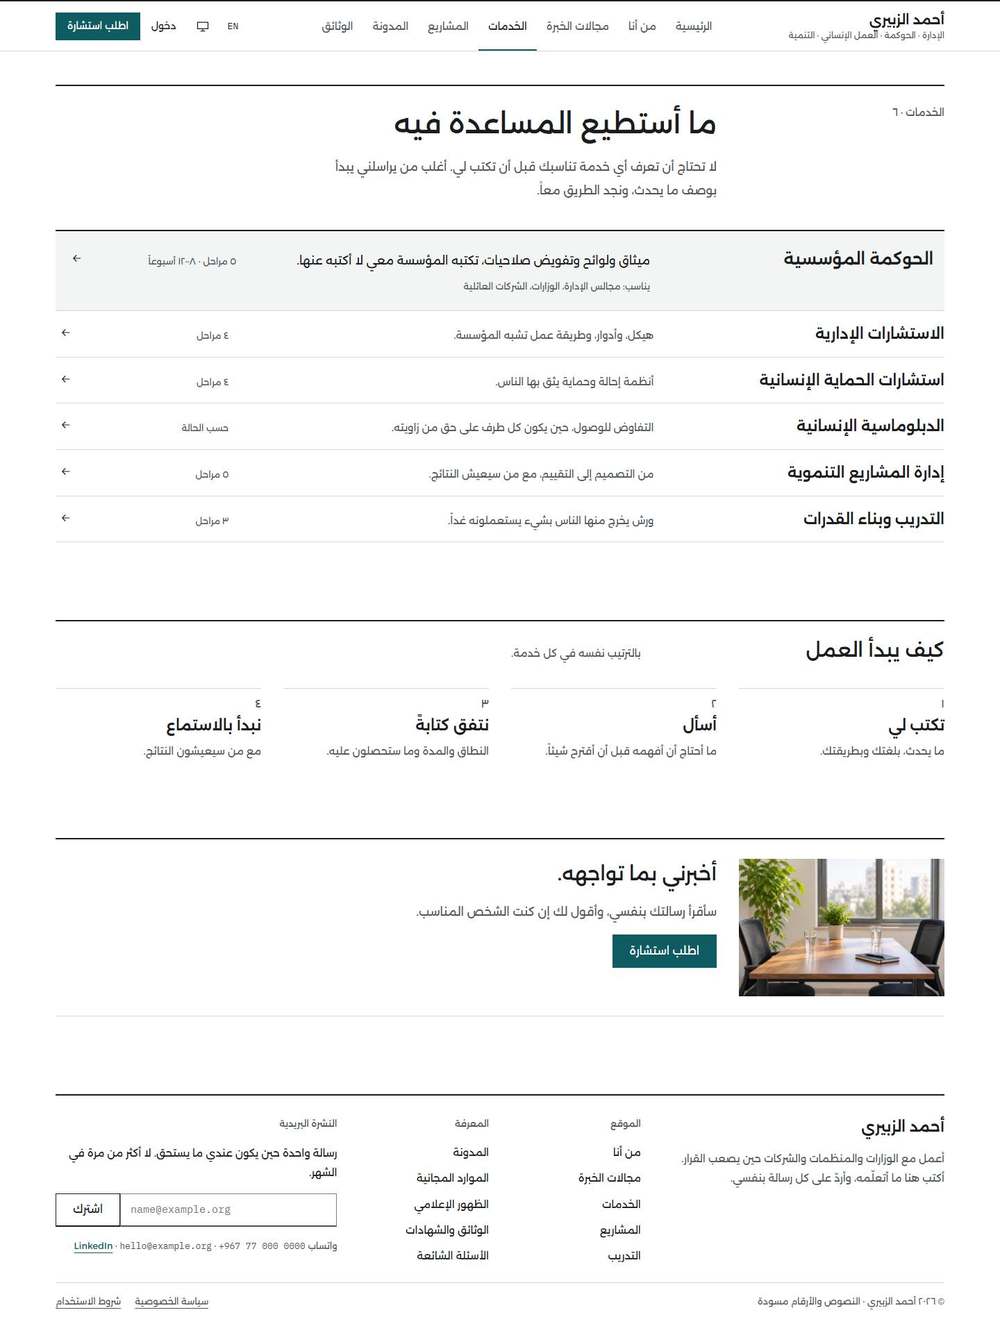 أحمد الزبيري
الإدارة · الحوكمة · العمل الإنساني · التنمية
الرئيسية
من أنا
مجالات الخبرة
الخدمات
المشاريع
المدونة
الوثائق
EN
دخول
اطلب استشارة
الخدمات · ٦
ما أستطيع المساعدة فيه
لا تحتاج أن تعرف أي خدمة تناسبك قبل أن تكتب لي. أغلب من يراسلني يبدأ
بوصف ما يحدث، ونجد الطريق معاً.
الحوكمة المؤسسية
ميثاق ولوائح وتفويض صلاحيات، تكتبه المؤسسة معي لا أكتبه عنها.
٥ مراحل · ٨–١٢ أسبوعاً
←
يناسب: مجالس الإدارة، الوزارات، الشركات العائلية
الاستشارات الإدارية
هيكل، وأدوار، وطريقة عمل تشبه المؤسسة.
٤ مراحل
←
استشارات الحماية الإنسانية
أنظمة إحالة وحماية يثق بها الناس.
٤ مراحل
←
الدبلوماسية الإنسانية
التفاوض للوصول، حين يكون كل طرف على حق من زاويته.
حسب الحالة
←
إدارة المشاريع التنموية
من التصميم إلى التقييم، مع من سيعيش النتائج.
٥ مراحل
←
التدريب وبناء القدرات
ورش يخرج منها الناس بشيء يستعملونه غداً.
٣ مراحل
←
كيف يبدأ العمل
بالترتيب نفسه في كل خدمة.
١
تكتب لي
ما يحدث، بلغتك وبطريقتك.
٢
أسأل
ما أحتاج أن أفهمه قبل أن أقترح شيئاً.
٣
نتفق كتابةً
النطاق والمدة وما ستحصلون عليه.
٤
نبدأ بالاستماع
مع من سيعيشون النتائج.
أخبرني بما تواجهه.
سأقرأ رسالتك بنفسي، وأقول لك إن كنت الشخص المناسب.
اطلب استشارة
أحمد الزبيري
أعمل مع الوزارات والمنظمات والشركات حين يصعب القرار.
أكتب هنا ما أتعلّمه، وأردّ على كل رسالة بنفسي.
الموقع
من أنا
مجالات الخبرة
الخدمات
المشاريع
التدريب
المعرفة
المدونة
الموارد المجانية
الظهور الإعلامي
الوثائق والشهادات
الأسئلة الشائعة
النشرة البريدية
رسالة واحدة حين يكون عندي ما يستحق. لا أكثر من مرة في
الشهر.
name@example.org
اشترك
واتساب 0000 000 77 967+ · hello@example.org · LinkedIn
© ٢٠٢٦ أحمد الزبيري · النصوص والأرقام مسودة
سياسة الخصوصية
شروط الاستخدام